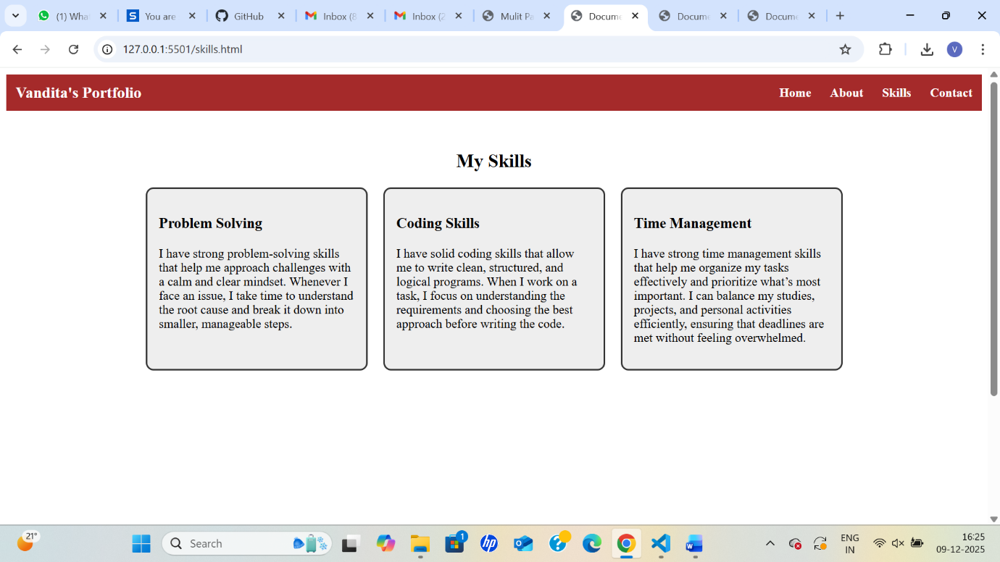 (1) Wha
You are
GitHub
Inbox (8
Inbox (2
Mulit Pa
Docume
Docume
Docume
127.0.0.1:5501/skills.html
V
Vandita's Portfolio
Home About Skills Contact
My Skills
Problem Solving
I have strong problem-solving skills
that help me approach challenges with
a calm and clear mindset. Whenever I
face an issue, I take time to understand
the root cause and break it down into
smaller, manageable steps.
Coding Skills
I have solid coding skills that allow
me to write clean, structured, and
logical programs. When I work on a
task, I focus on understanding the
requirements and choosing the best
approach before writing the code.
Time Management
I have strong time management skills
that help me organize my tasks
effectively and prioritize what’s most
important. I can balance my studies,
projects, and personal activities
efficiently, ensuring that deadlines are
met without feeling overwhelmed.
21°
Search
1
ENG
IN
16:25
09-12-2025